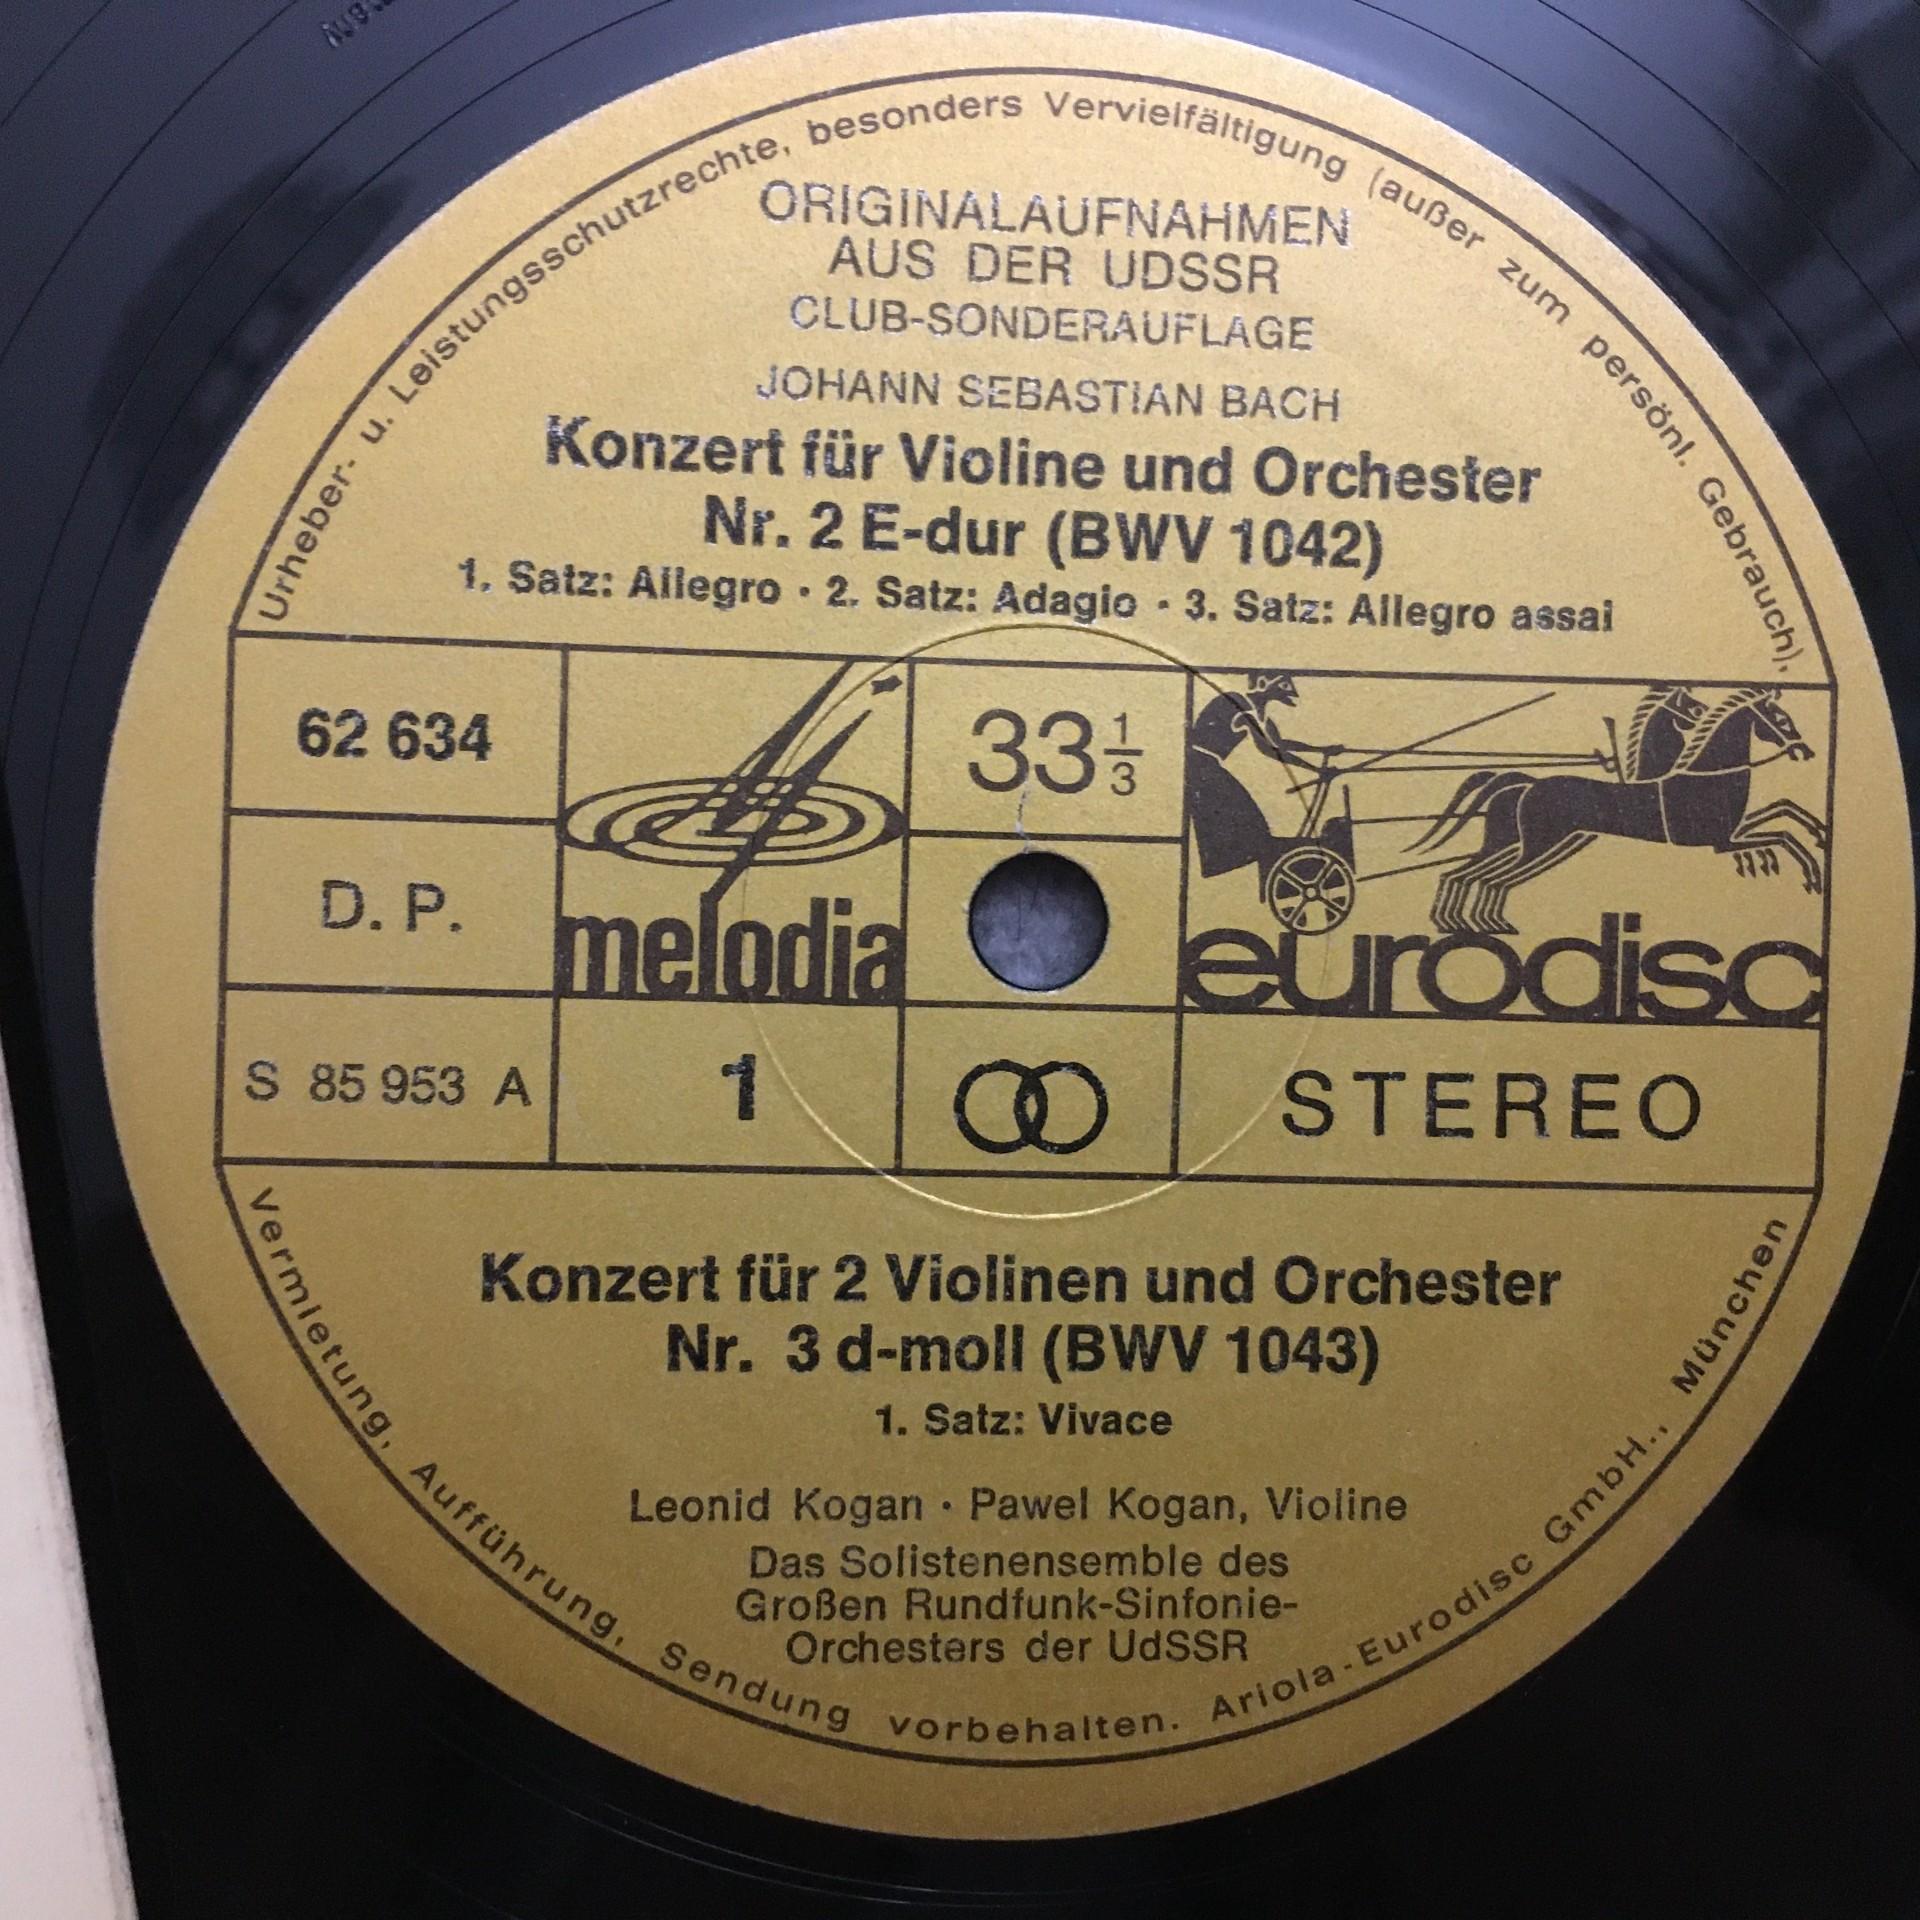 Urheber- u. Leistungsschutzrechte, besonders Vervielfältigung (außer zum persönl. Gebrauch),
ORIGINALAUFNAHMEN
AUS DER UDSSR
CLUB-SONDERAUFLAGE
JOHANN SEBASTIAN BACH
Konzert für Violine und Orchester
Nr. 2 E-dur (BWV 1042)
1. Satz: Allegro · 2. Satz: Adagio · 3. Satz: Allegro assai
62 634
D. P.
S 85 953 A
melodia
1
33 1/3
eurodisc
STEREO
Konzert für 2 Violinen und Orchester
Nr. 3 d-moll (BWV 1043)
1. Satz: Vivace
Leonid Kogan · Pawel Kogan, Violine
Das Solistenensemble des
Großen Rundfunk-Sinfonie-
Orchesters der UdSSR
Vermietung, Aufführung, Sendung vorbehalten. Ariola-Eurodisc GmbH., München